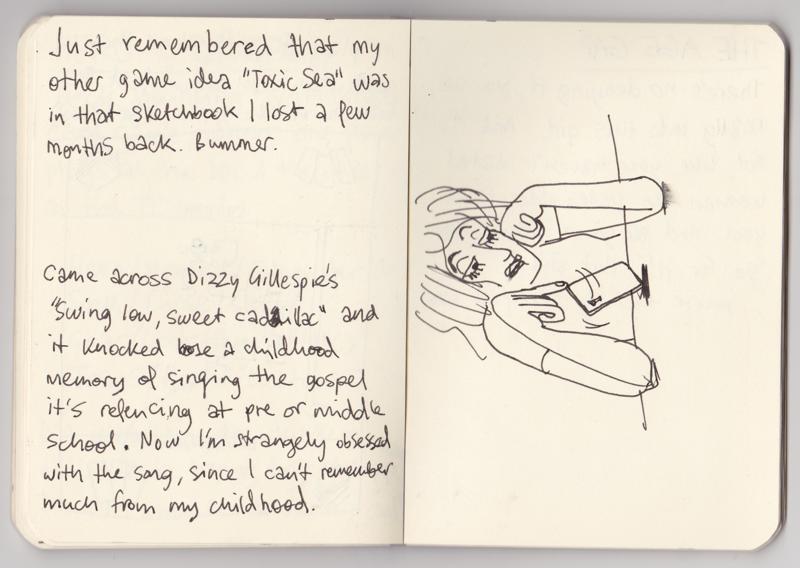 Just remembered that my
other game idea "Toxic Sea" was
in that sketchbook I lost a few
months back. Bummer.
Came across Dizzy Gillespie's
"Swing low, sweet cadillac" and
it knocked lose a childhood
memory of singing the gospel
it's refencing at pre or middle
school. Now I'm strangely obsessed
with the song, since I can't remember
much from my childhood.